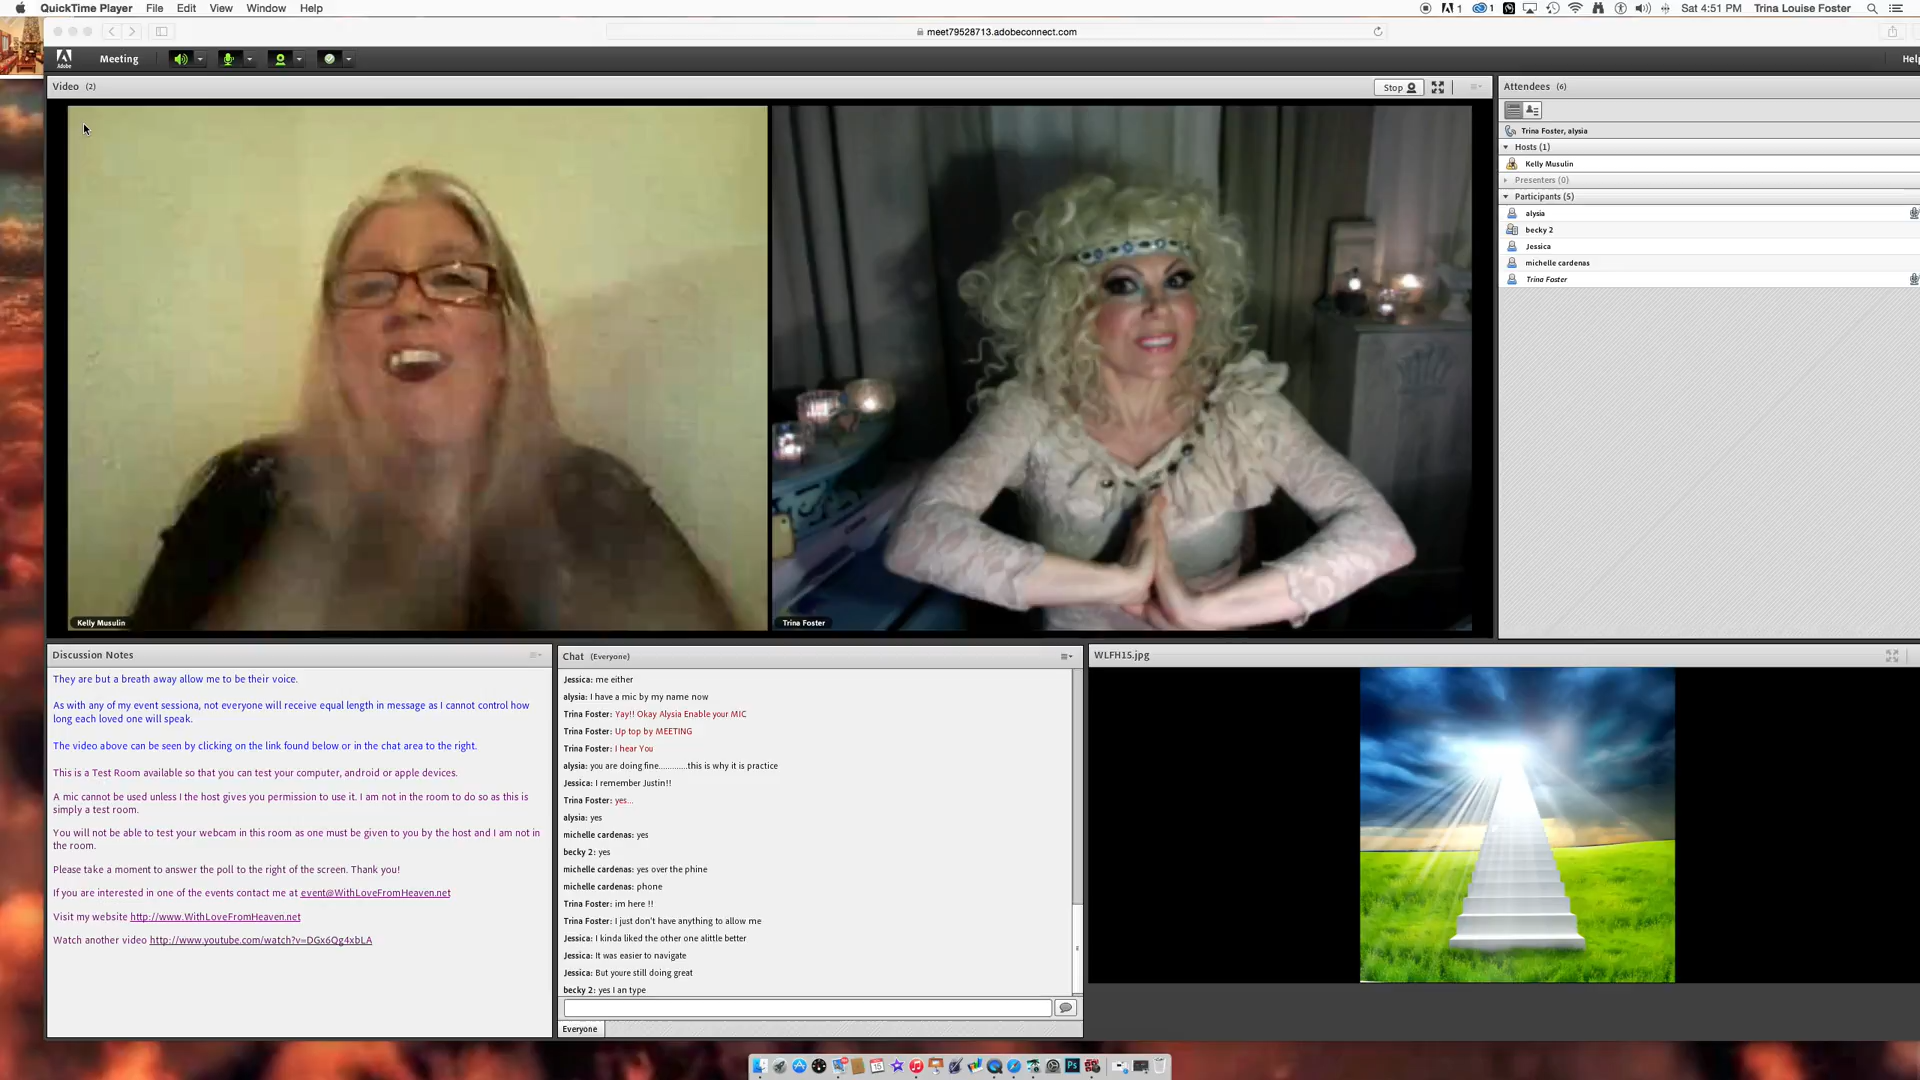 QuickTime Player File Edit View Window Help
1 1 Sat 4:51 PM Trina Louise Foster
meet79528713.adobeconnect.com
Adobe Meeting Help
Video (2)
Stop
Kelly Musulin
Trina Foster
Attendees (6)
Trina Foster, alysia
Hosts (1)
Kelly Musulin
Presenters (0)
Participants (5)
alysia
becky 2
Jessica
michelle cardenas
Trina Foster
Discussion Notes
They are but a breath away allow me to be their voice.
As with any of my event sessiona, not everyone will receive equal length in message as I cannot control how
long each loved one will speak.
The video above can be seen by clicking on the link found below or in the chat area to the right.
This is a Test Room available so that you can test your computer, android or apple devices.
A mic cannot be used unless I the host gives you permission to use it. I am not in the room to do so as this is
simply a test room.
You will not be able to test your webcam in this room as one must be given to you by the host and I am not in
the room.
Please take a moment to answer the poll to the right of the screen. Thank you!
If you are interested in one of the events contact me at event@WithLoveFromHeaven.net
Visit my website http://www.WithLoveFromHeaven.net
Watch another video http://www.youtube.com/watch?v=DGx6Qg4xbLA
Chat (Everyone)
Jessica: me either
alysia: I have a mic by my name now
Trina Foster: Yay!! Okay Alysia Enable your MIC
Trina Foster: Up top by MEETING
Trina Foster: I hear You
alysia: you are doing fine............this is why it is practice
Jessica: I remember Justin!!
Trina Foster: yes...
alysia: yes
michelle cardenas: yes
becky 2: yes
michelle cardenas: yes over the phine
michelle cardenas: phone
Trina Foster: im here !!
Trina Foster: I just don't have anything to allow me
Jessica: I kinda liked the other one alittle better
Jessica: It was easier to navigate
Jessica: But youre still doing great
becky 2: yes I an type
Everyone
WLFH15.jpg
15
Ps